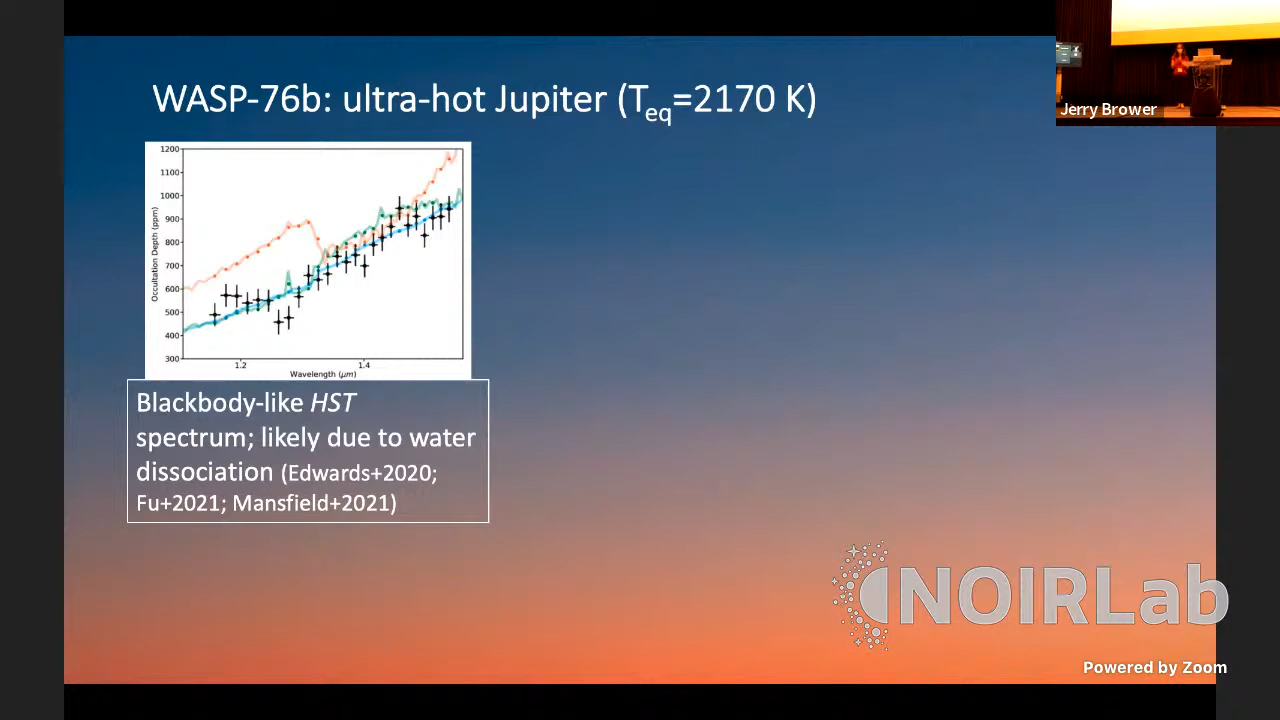 WASP-76b: ultra-hot Jupiter (Teq=2170 K)
Jerry Brower
1200
1100
1000
900
800
700
600
500
400
300
Occultation Depth (ppm)
1.2 1.4
Wavelength (μm)
Blackbody-like HST
spectrum; likely due to water
dissociation (Edwards+2020;
Fu+2021; Mansfield+2021)
NOIRLab
Powered by Zoom